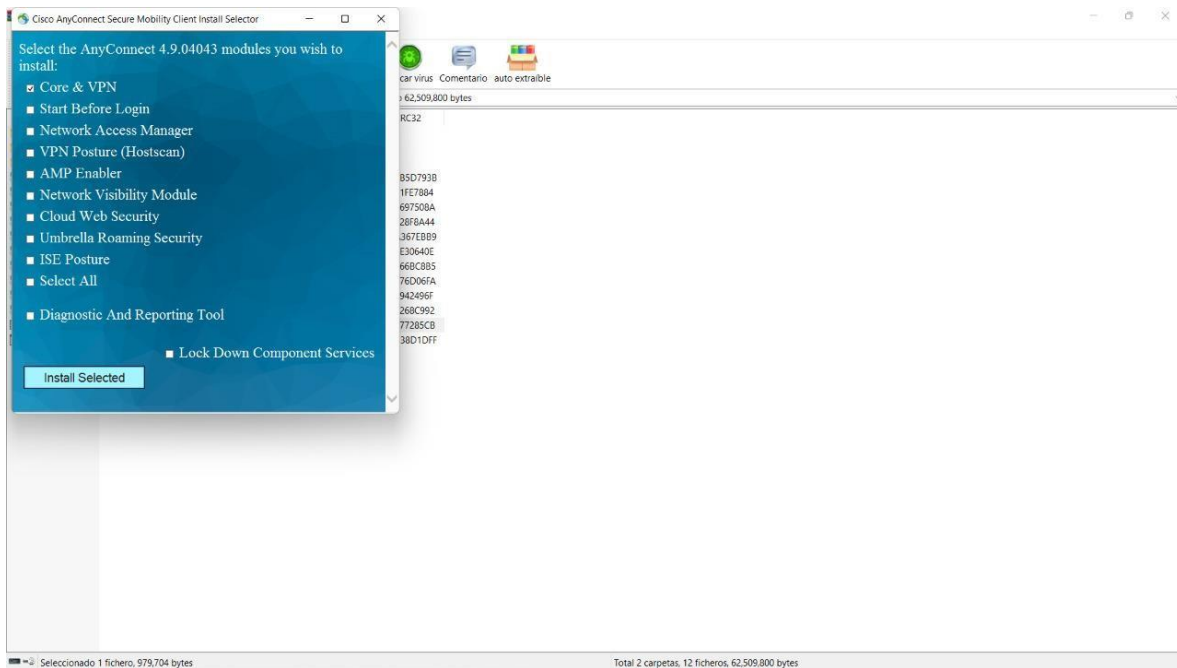 Cisco AnyConnect Secure Mobility Client Install Selector
Select the AnyConnect 4.9.04043 modules you wish to
install:
Core & VPN
Start Before Login
Network Access Manager
VPN Posture (Hostscan)
AMP Enabler
Network Visibility Module
Cloud Web Security
Umbrella Roaming Security
ISE Posture
Select All
Diagnostic And Reporting Tool
Lock Down Component Services
Install Selected
car virus Comentario auto extraíble
62,509,800 bytes
RC32
B5D793B
1FE7884
697508A
28F8A44
367EBB9
E30640E
66BC8B5
76D06FA
942496F
268C992
77285CB
38D1DFF
Seleccionado 1 fichero, 979,704 bytes
Total 2 carpetas, 12 ficheros, 62,509,800 bytes